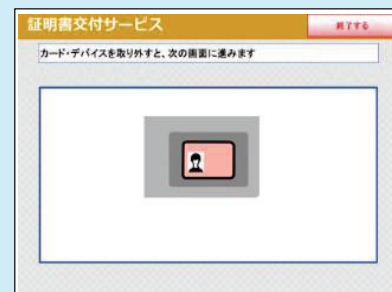 証明書交付サービス
終了する
カード・デバイスを取り外すと、次の画面に進みます